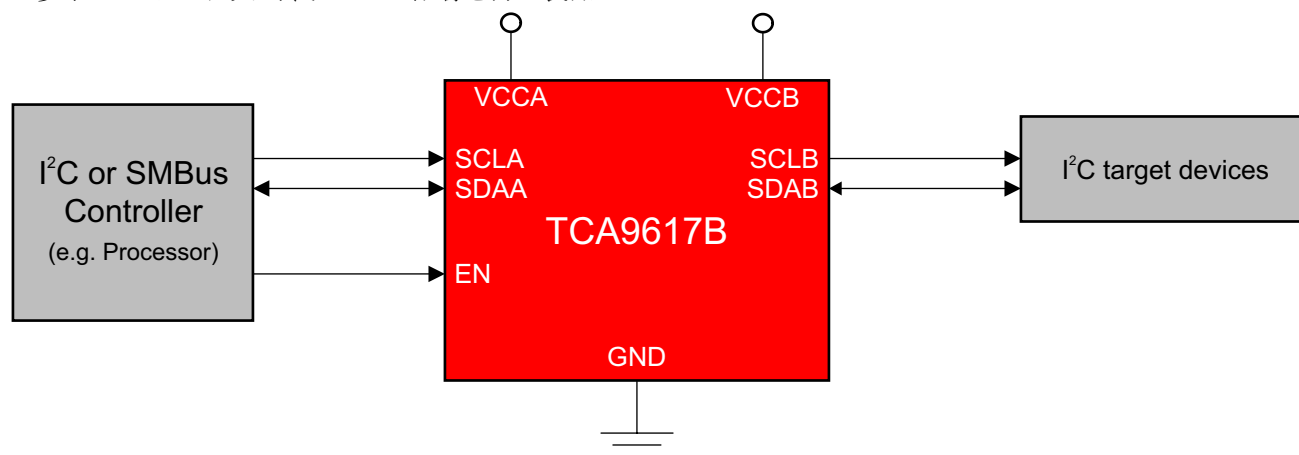 VCCA
VCCB
I²C or SMBus
Controller
(e.g. Processor)
SCLA
SDAA
EN
SCLB
SDAB
TCA9617B
GND
I²C target devices